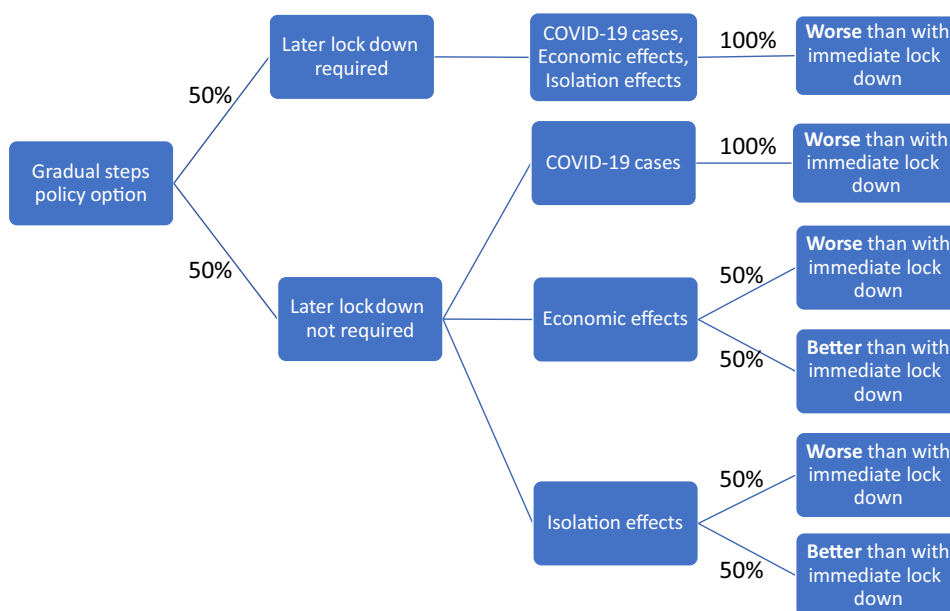 Later lock down
required
COVID-19 cases,
Economic effects,
Isolation effects
100%
Worse than with
immediate lock
down
50%
Gradual steps
policy option
COVID-19 cases
100%
Worse than with
immediate lock
down
50%
Later lock down
not required
Economic effects
50%
Worse than with
immediate lock
down
50%
Better than with
immediate lock
down
Isolation effects
50%
Worse than with
immediate lock
down
50%
Better than with
immediate lock
down